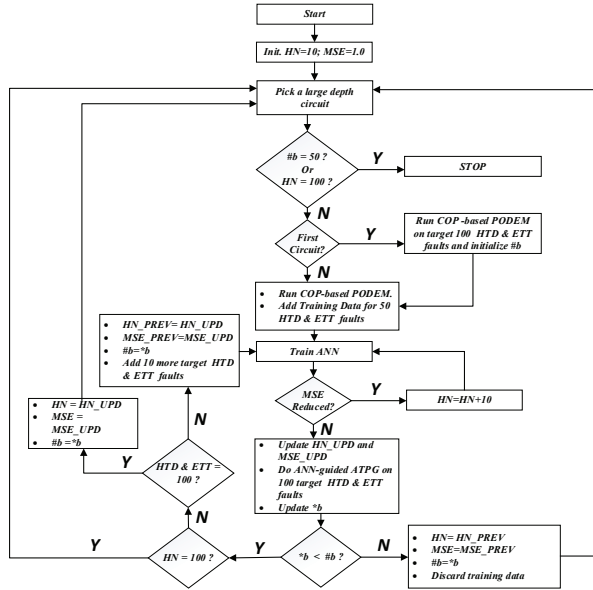 Start
Init. HN=10; MSE=1.0
Pick a large depth
circuit
#b = 50 ?
Or
HN = 100 ?
Y
STOP
N
First
Circuit?
Y
Run COP -based PODEM
on target 100 HTD & ETT
faults and initialize #b
N
• Run COP-based PODEM.
• Add Training Data for 50
HTD & ETT faults
• HN_PREV= HN_UPD
• MSE_PREV=MSE_UPD
• #b=*b
• Add 10 more target HTD
& ETT faults
Train ANN
MSE
Reduced?
Y
HN=HN+10
N
• HN = HN_UPD
• MSE =
MSE_UPD
• #b =*b
N
Y
HTD & ETT =
100 ?
• Update HN_UPD and
MSE_UPD
• Do ANN-guided ATPG on
100 target HTD & ETT
faults
• Update *b
N
Y
HN = 100 ?
Y
*b < #b ?
N
• HN= HN_PREV
• MSE=MSE_PREV
• #b=*b
• Discard training data